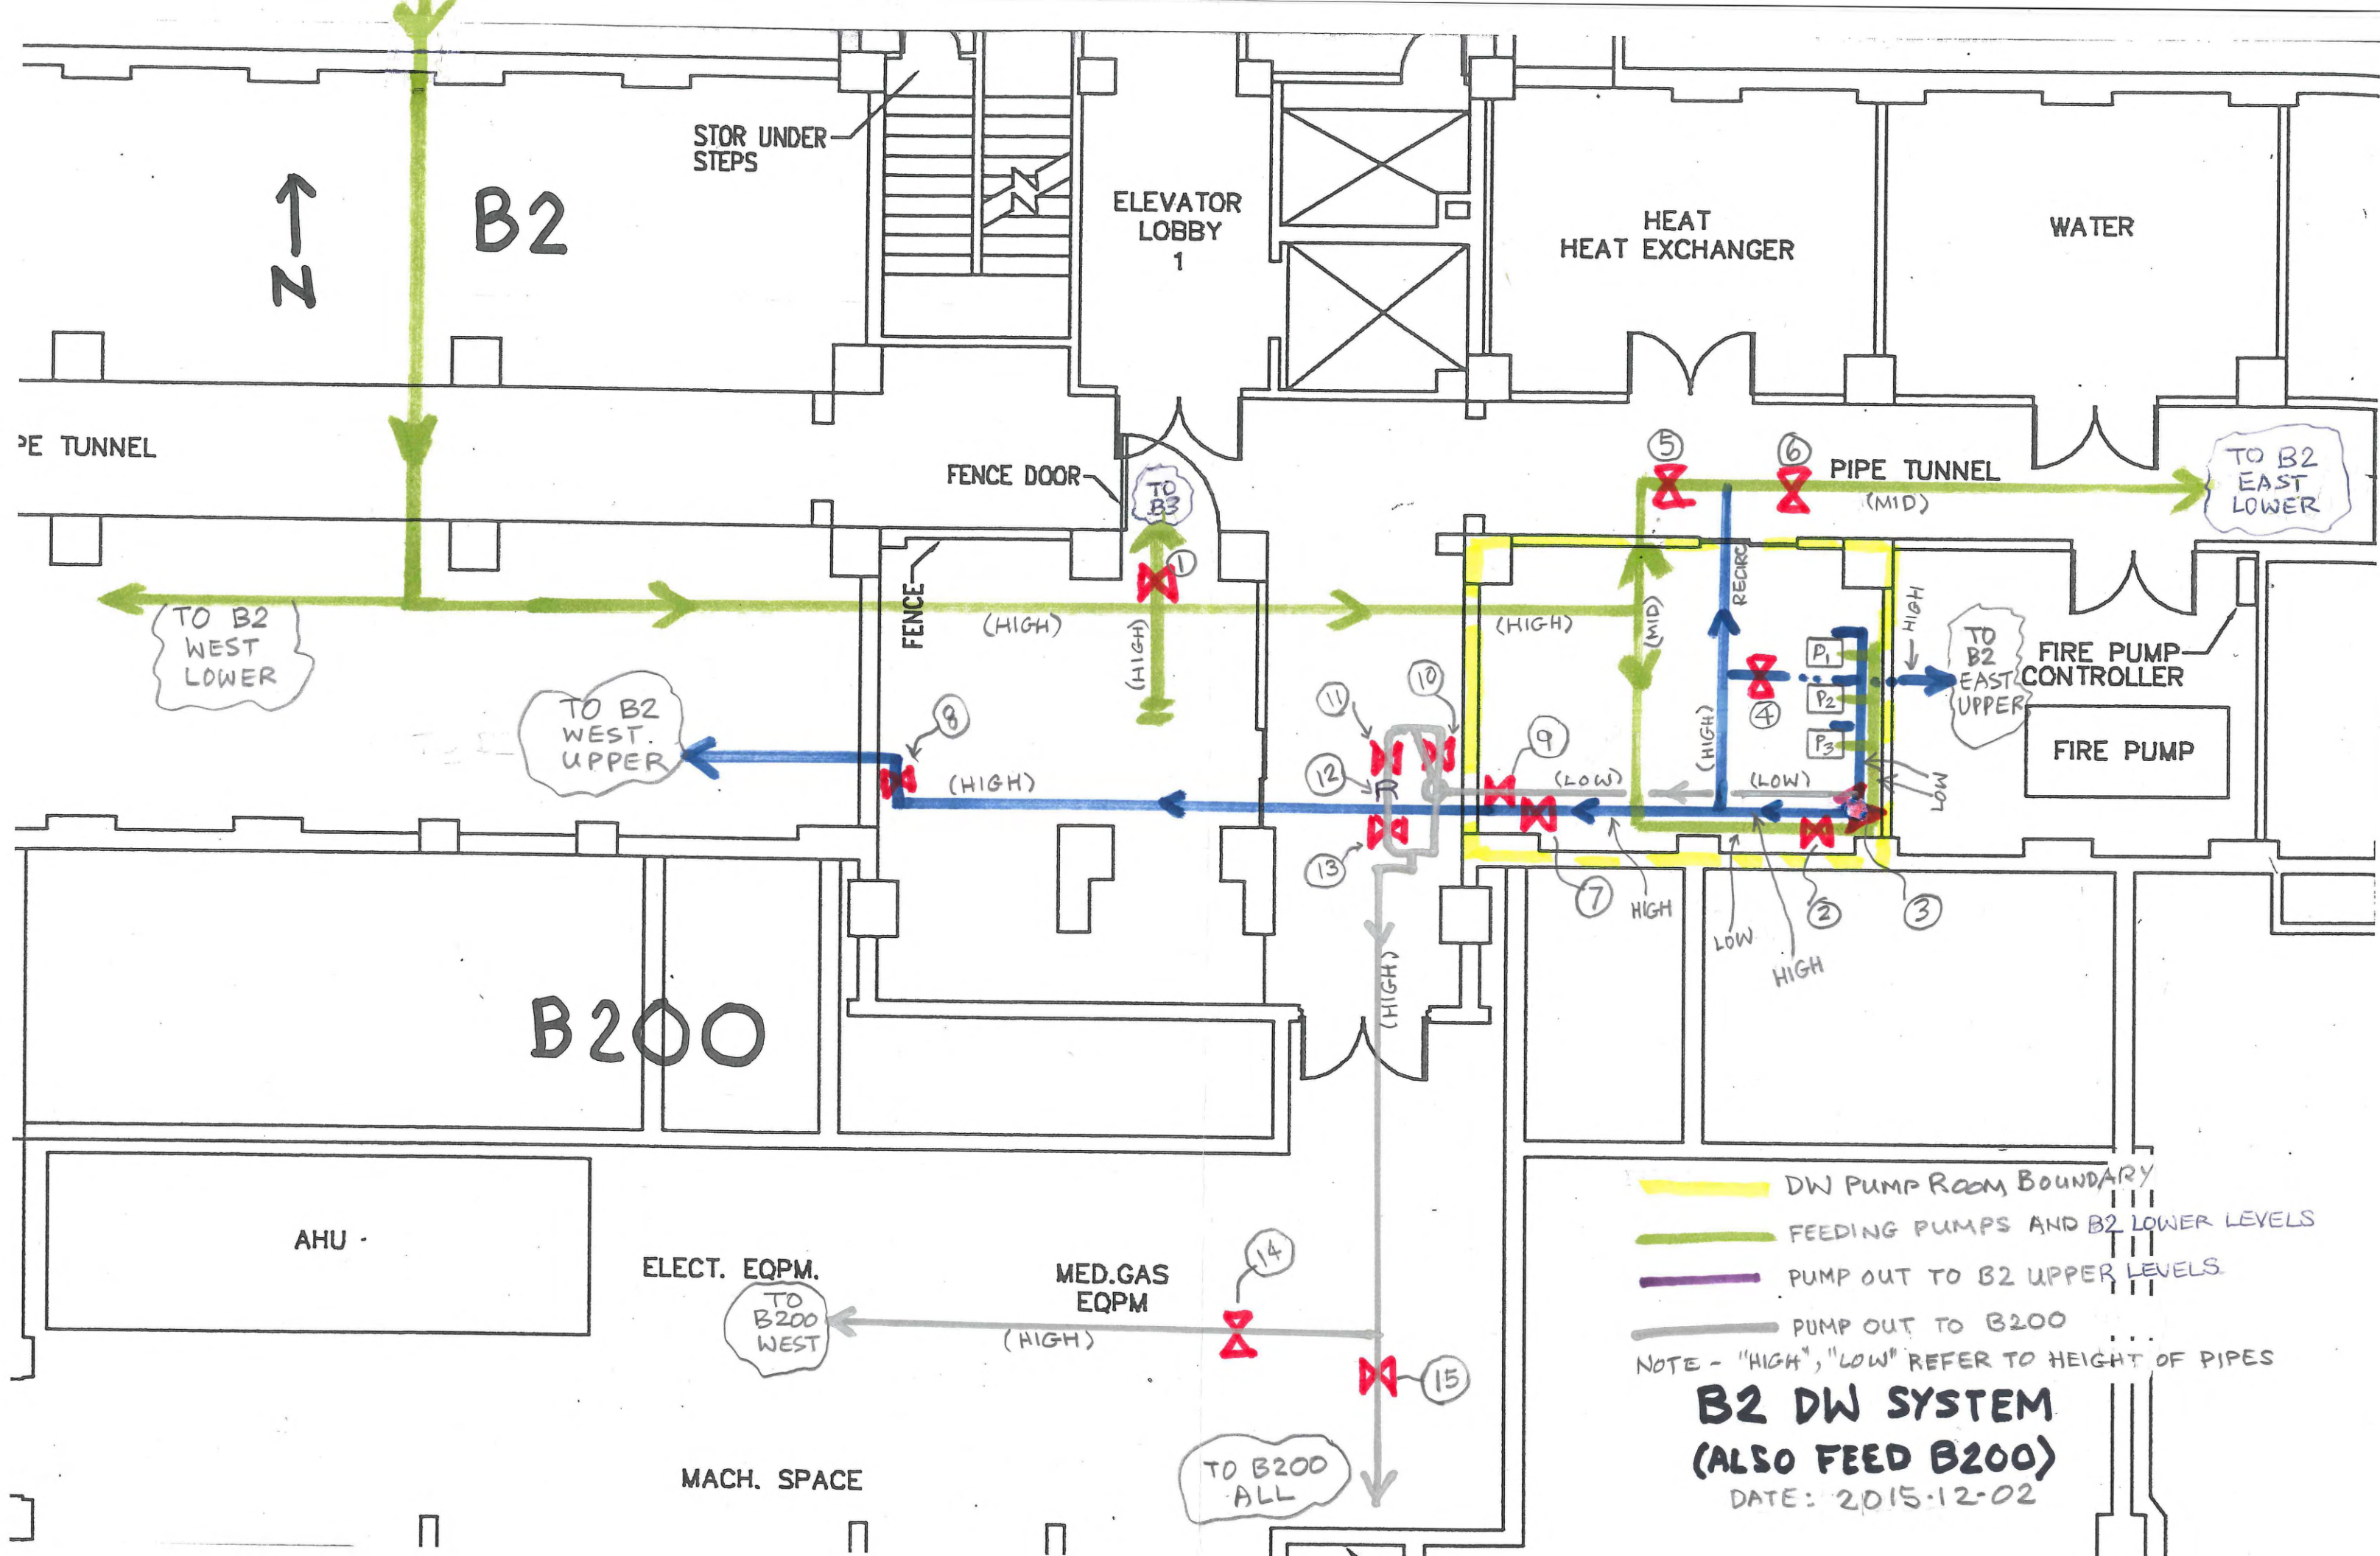 STOR UNDER
STEPS
B2
N
ELEVATOR
LOBBY
1
HEAT
HEAT EXCHANGER
WATER
PE TUNNEL
FENCE DOOR
TO
B3
1
5
6
PIPE TUNNEL
(MID)
TO B2
EAST
LOWER
TO B2
WEST
LOWER
FENCE
(HIGH)
(HIGH)
(HIGH)
(MID)
RECIRC
HIGH
P1
P2
P3
4
TO
B2
EAST
UPPER
FIRE PUMP
CONTROLLER
FIRE PUMP
TO B2
WEST.
UPPER
8
(HIGH)
11
10
12
R
13
9
(LOW)
(HIGH)
(LOW)
LOW
7
HIGH
LOW
HIGH
2
3
(HIGH)
B200
AHU
ELECT. EQPM.
MED.GAS
EQPM
14
TO
B200
WEST
(HIGH)
15
MACH. SPACE
TO B200
ALL
DW PUMP ROOM BOUNDARY
FEEDING PUMPS AND B2 LOWER LEVELS
PUMP OUT TO B2 UPPER LEVELS
PUMP OUT TO B200
NOTE - "HIGH", "LOW" REFER TO HEIGHT OF PIPES
B2 DW SYSTEM
(ALSO FEED B200)
DATE: 2015-12-02